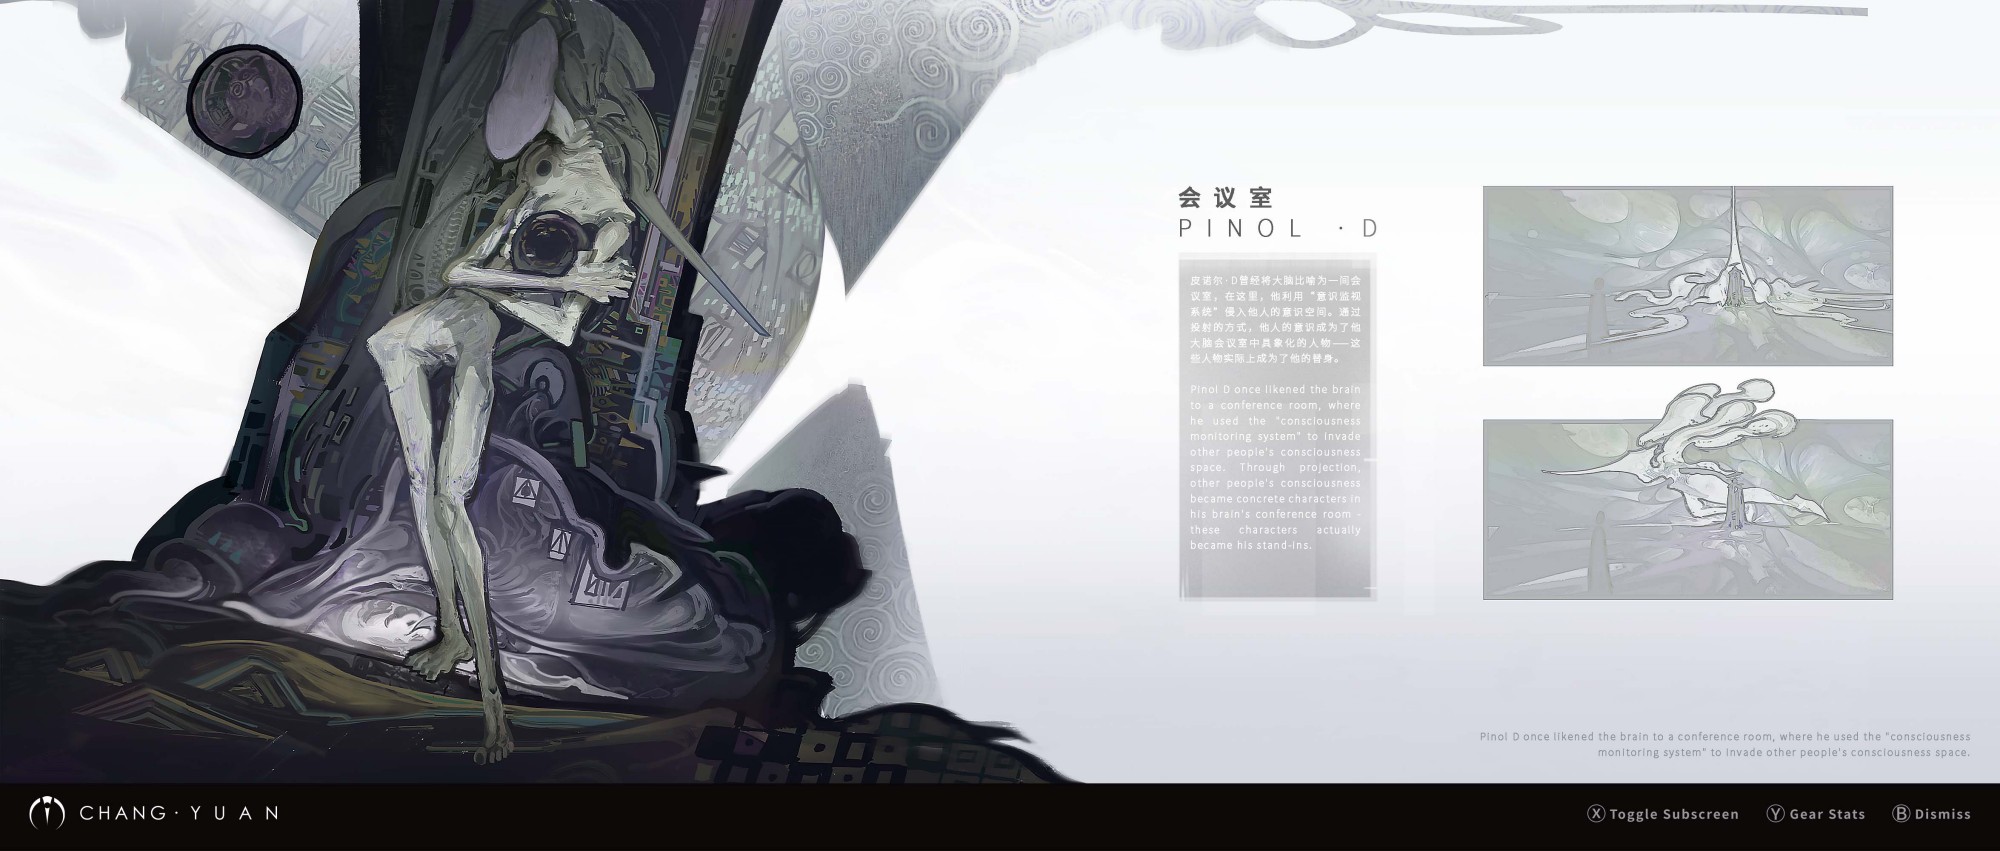 会议室
PINOL · D
皮诺尔·D曾经将大脑比喻为一间会
议室，在这里，他利用“意识监视
系统”侵入他人的意识空间。通过
投射的方式，他人的意识成为了他
大脑会议室中具象化的人物——这
些人物实际上成为了他的替身。
Pinol D once likened the brain
to a conference room, where
he used the "consciousness
monitoring system" to invade
other people's consciousness
space. Through projection,
other people's consciousness
became concrete characters in
his brain's conference room -
these characters actually
became his stand-ins.
Pinol D once likened the brain to a conference room, where he used the "consciousness
monitoring system" to invade other people's consciousness space.
CHANG·YUAN
X Toggle Subscreen Y Gear Stats B Dismiss